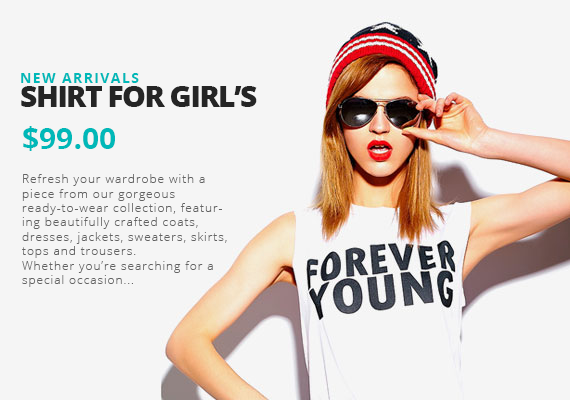 NEW ARRIVALS
SHIRT FOR GIRL'S
$99.00
Refresh your wardrobe with a
piece from our gorgeous
ready-to-wear collection, featur-
ing beautifully crafted coats,
dresses, jackets, sweaters, skirts,
tops and trousers.
Whether you're searching for a
special occasion...
FOREVER
YOUNG